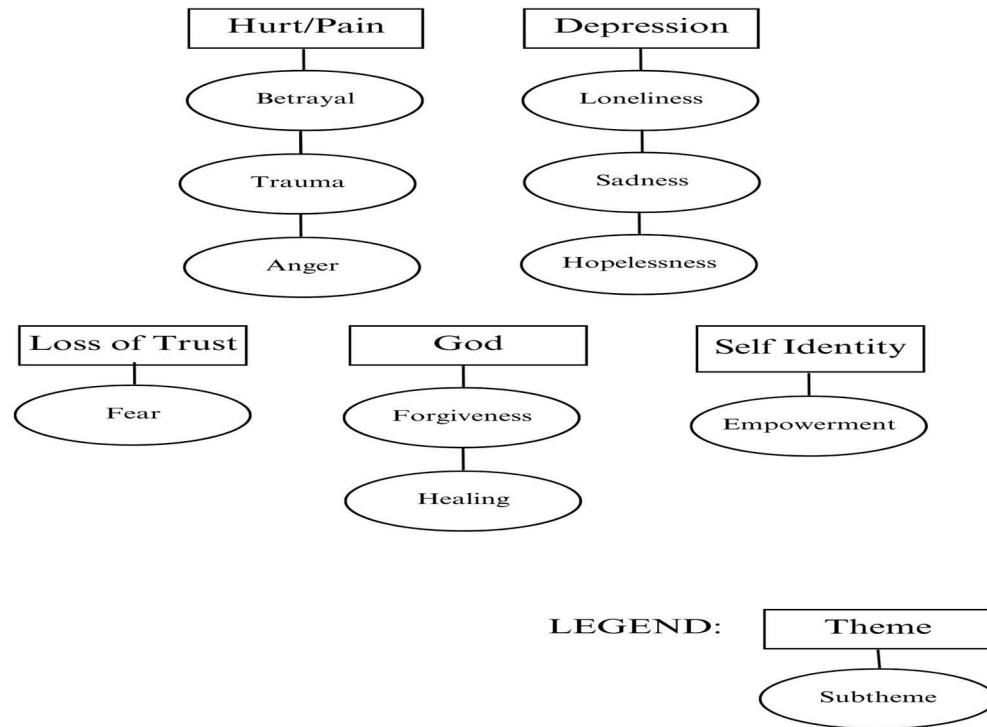 Hurt/Pain
Depression
Betrayal
Loneliness
Trauma
Sadness
Anger
Hopelessness
Loss of Trust
God
Self Identity
Fear
Forgiveness
Empowerment
Healing
LEGEND:
Theme
Subtheme